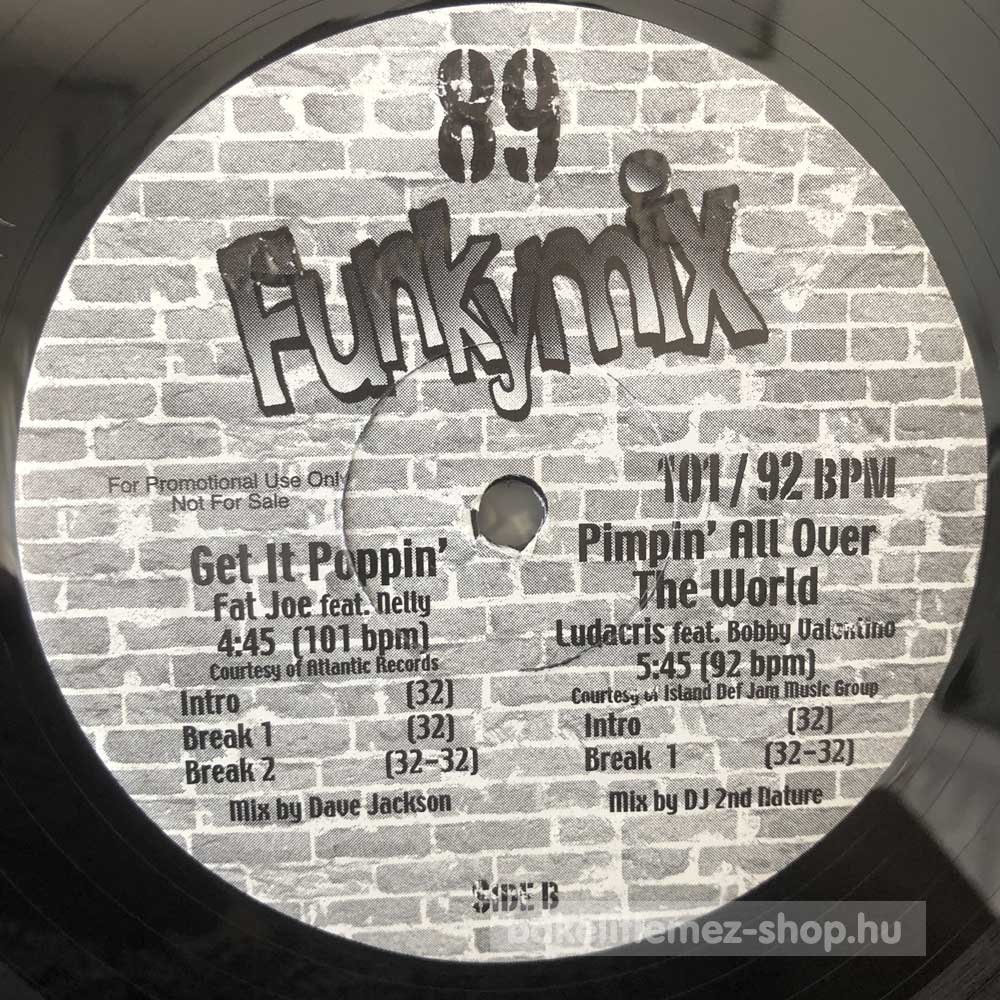 89
Funkymix
For Promotional Use Only
Not For Sale
Get It Poppin'
Fat Joe feat. Nelly
4:45 (101 bpm)
Courtesy of Atlantic Records
Intro (32)
Break 1 (32)
Break 2 (32-32)
Mix by Dave Jackson
101 / 92 BPM
Pimpin' All Over
The World
Ludacris feat. Bobby Valentino
5:45 (92 bpm)
Courtesy of Island Def Jam Music Group
Intro (32)
Break 1 (32-32)
Mix by DJ 2nd Nature
SIDE B
bakelitlemez-shop.hu